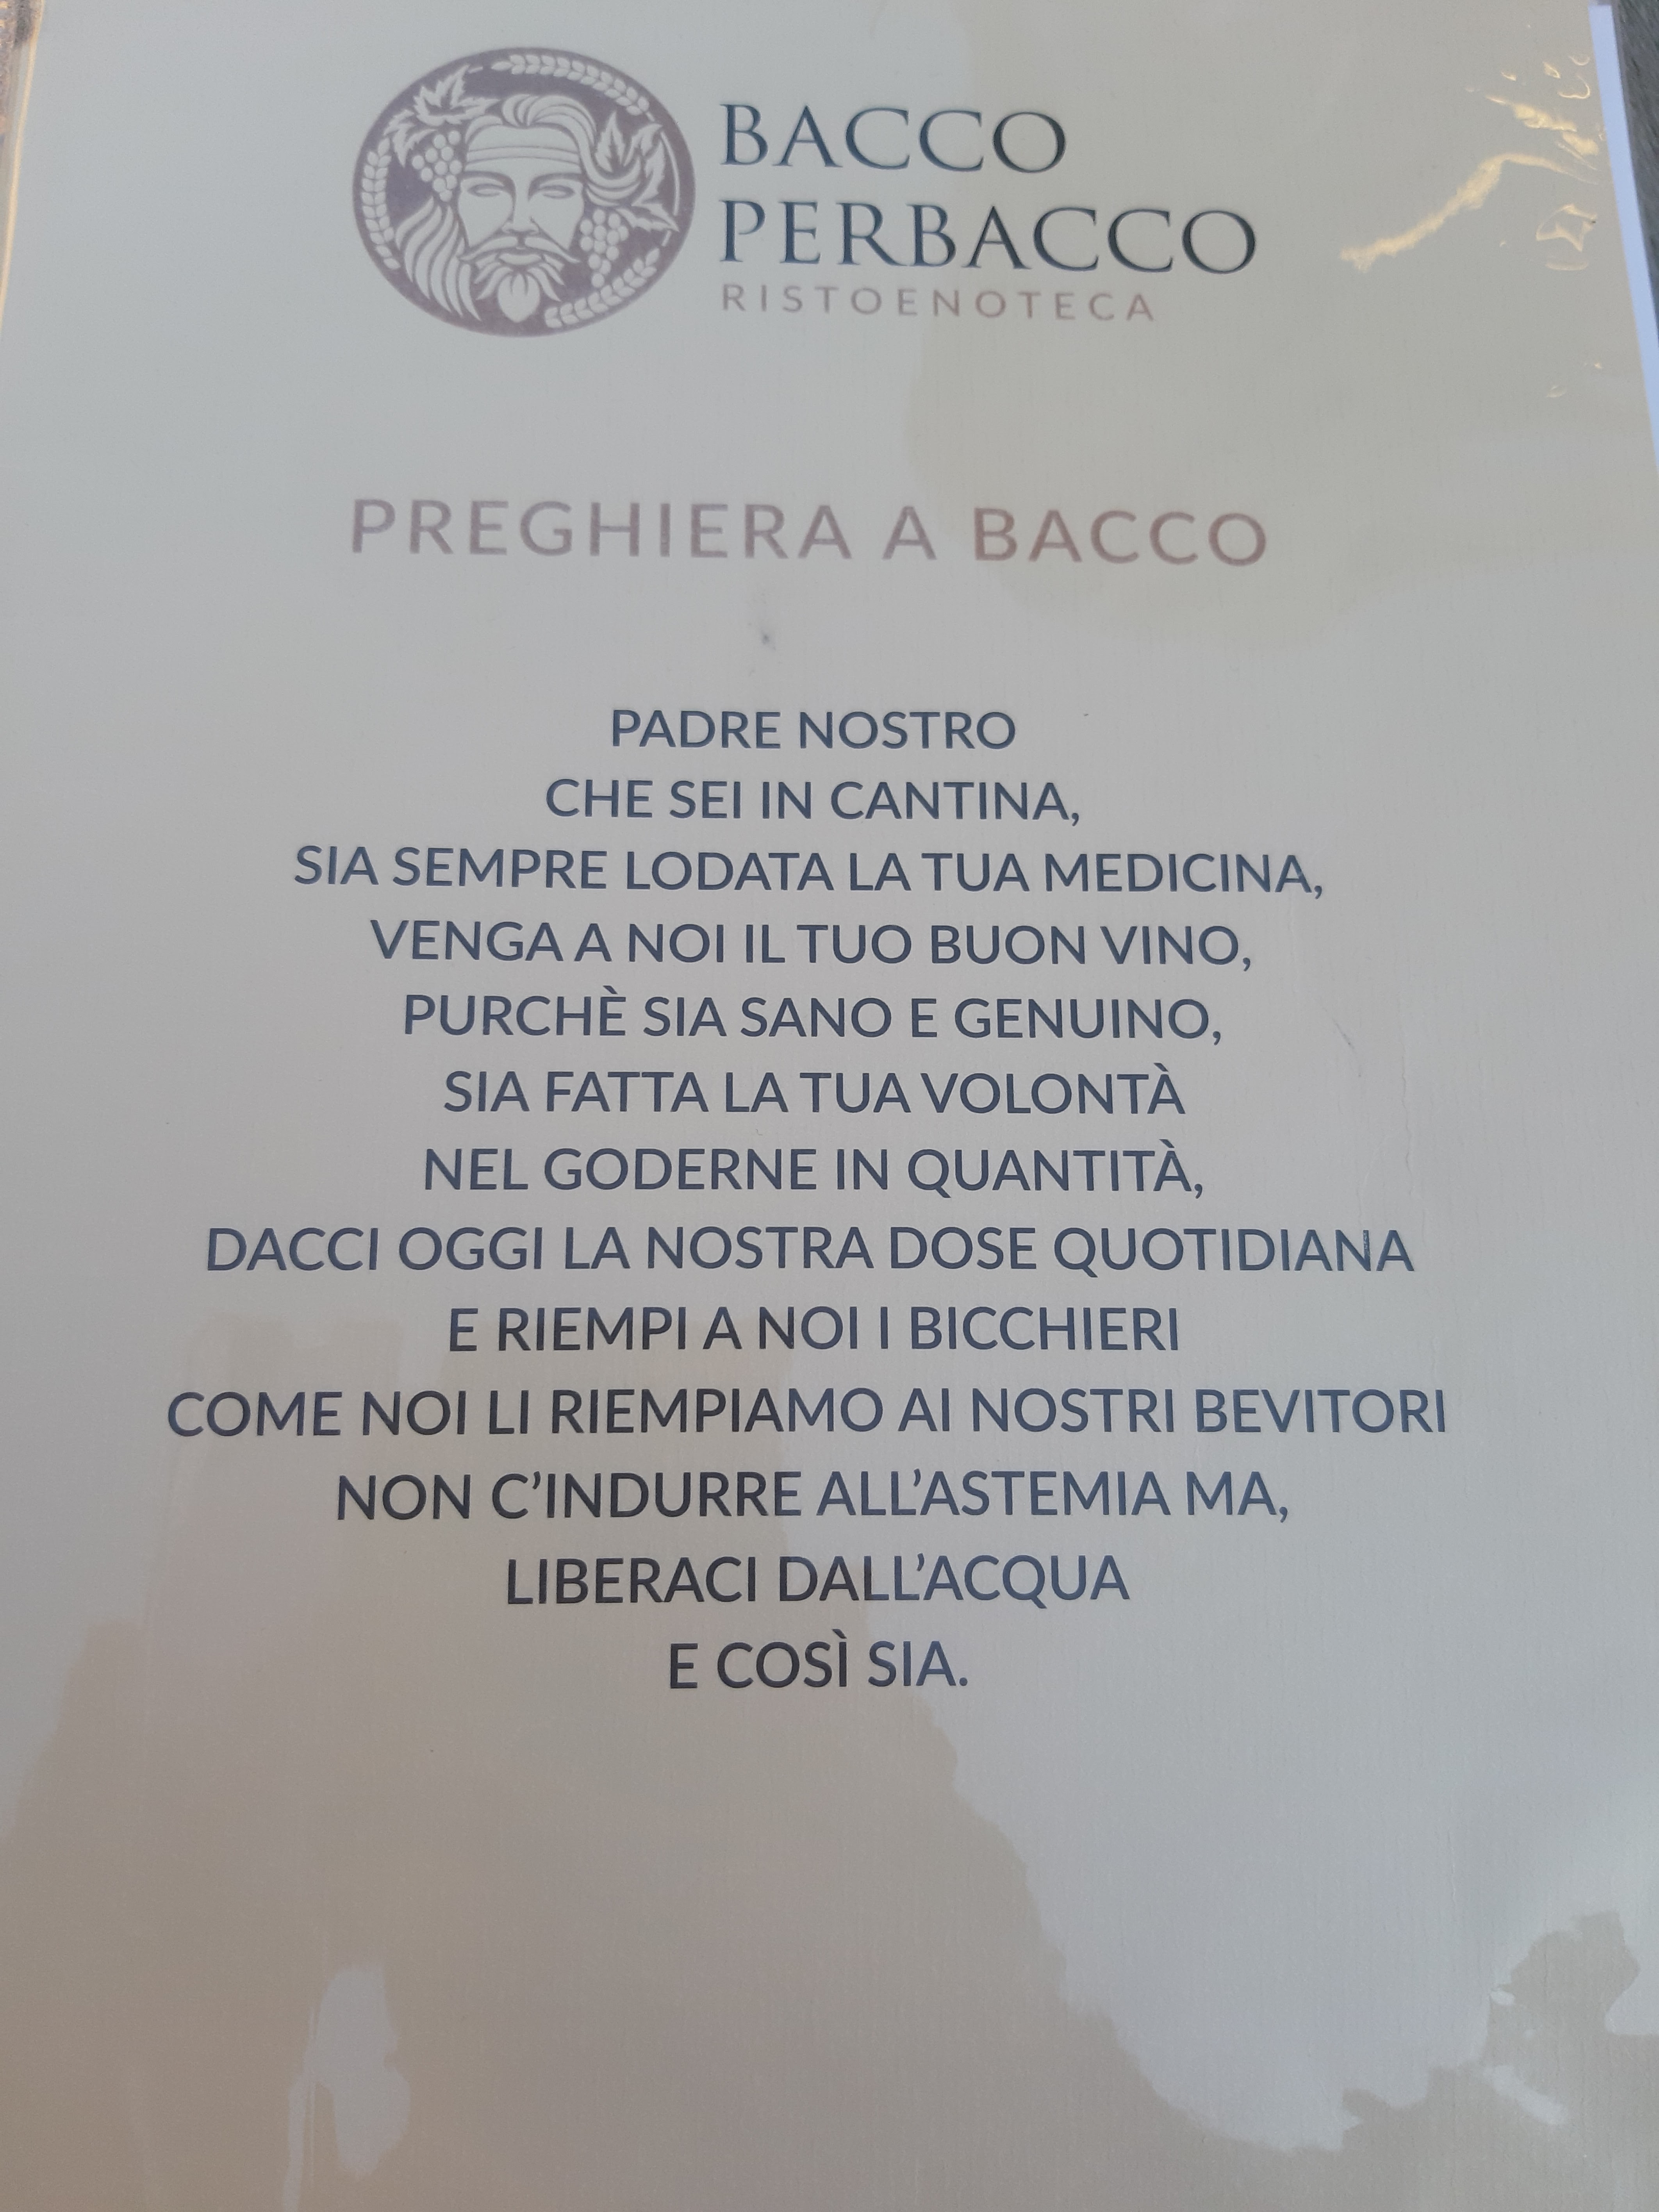 BACCO
PERBACCO
RISTOENOTECA
PREGHIERA A BACCO
PADRE NOSTRO
CHE SEI IN CANTINA,
SIA SEMPRE LODATA LA TUA MEDICINA,
VENGA A NOI IL TUO BUON VINO,
PURCHÈ SIA SANO E GENUINO,
SIA FATTA LA TUA VOLONTÀ
NEL GODERNE IN QUANTITÀ,
DACCI OGGI LA NOSTRA DOSE QUOTIDIANA
E RIEMPI A NOI I BICCHIERI
COME NOI LI RIEMPIAMO AI NOSTRI BEVITORI
NON C’INDURRE ALL’ASTEMIA MA,
LIBERACI DALL’ACQUA
E COSÌ SIA.